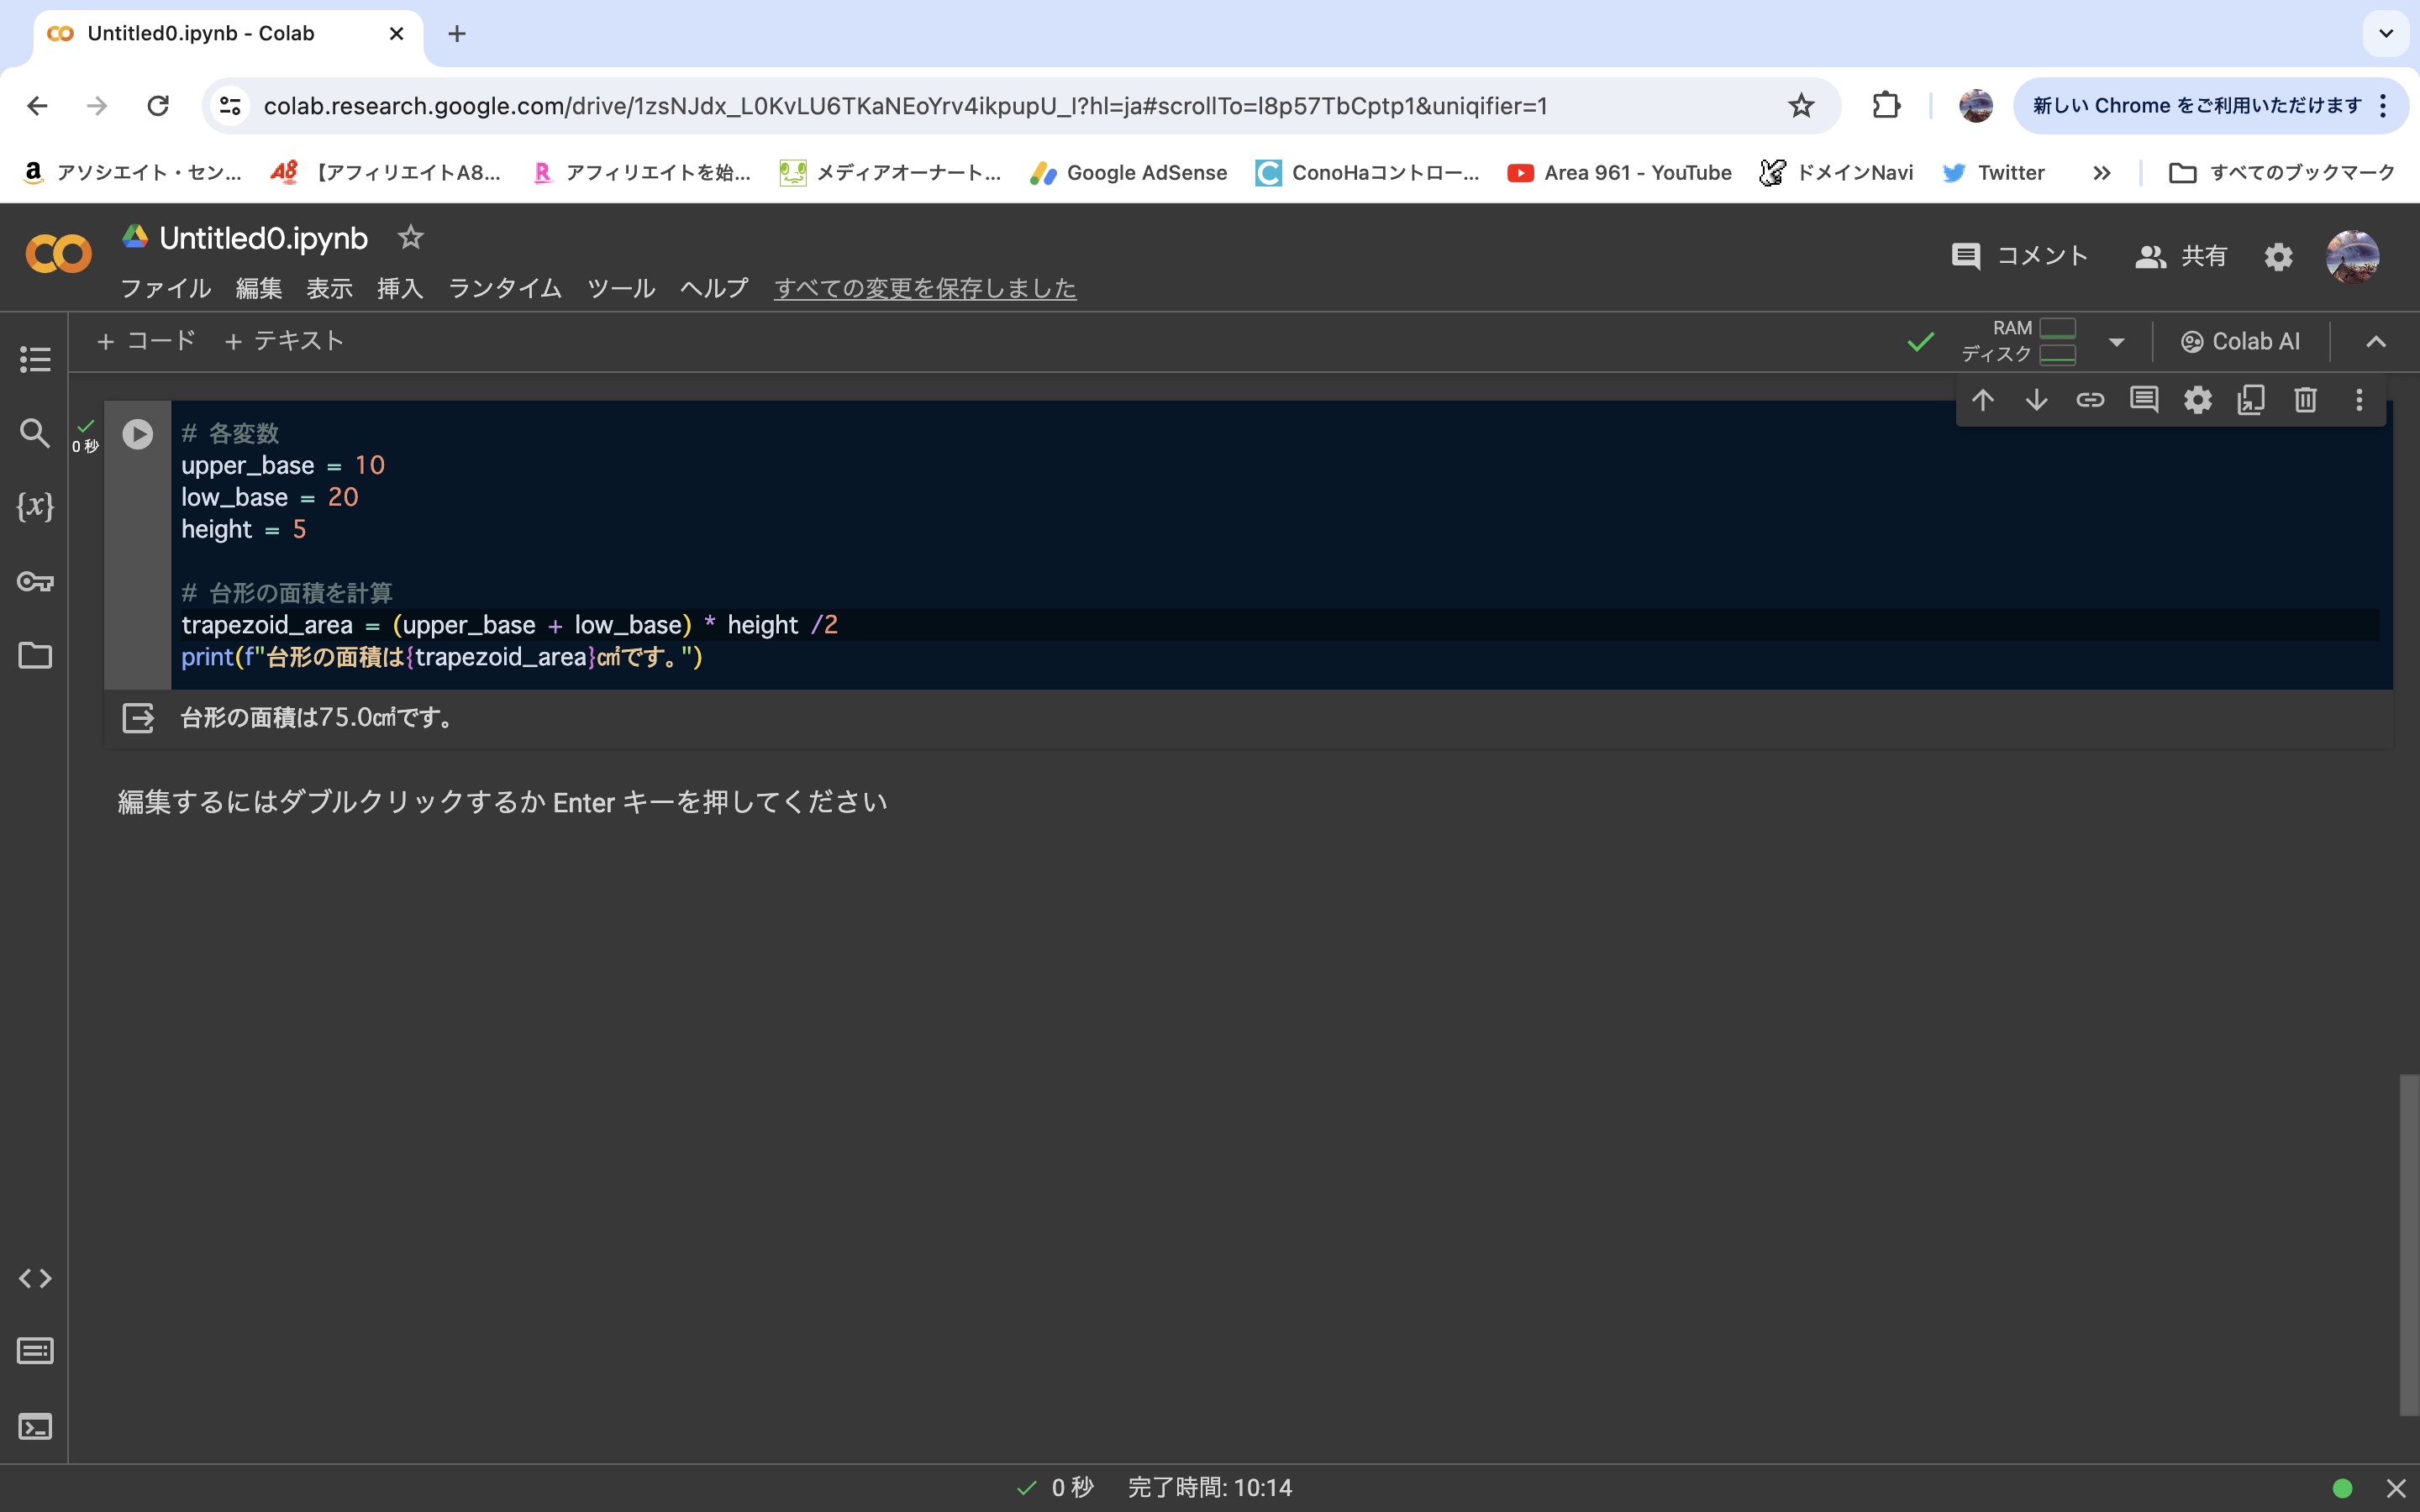 Untitled0.ipynb - Colab
colab.research.google.com/drive/1zsNJdx_L0KvLU6TKaNEoYrv4ikpupU_I?hl=ja#scrollTo=l8p57TbCptp1&uniqifier=1
新しい Chrome をご利用いただけます
アソシエイト・セン... 【アフィリエイトA8... アフィリエイトを始... メディアオーナート... Google AdSense ConoHaコントロー... Area 961 - YouTube ドメインNavi Twitter すべてのブックマーク
Untitled0.ipynb
コメント 共有
ファイル 編集 表示 挿入 ランタイム ツール ヘルプ すべての変更を保存しました
+ コード + テキスト
RAM
ディスク
Colab AI
0 秒
# 各変数
upper_base = 10
low_base = 20
height = 5
# 台形の面積を計算
trapezoid_area = (upper_base + low_base) * height /2
print(f"台形の面積は{trapezoid_area}㎠です。")
台形の面積は75.0㎠です。
編集するにはダブルクリックするか Enter キーを押してください
0 秒 完了時間: 10:14